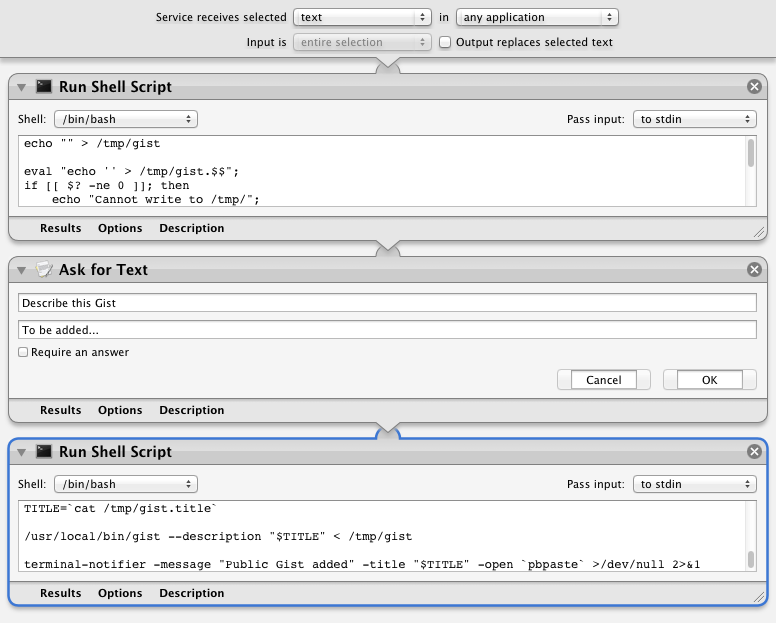 Service receives selected text in any application
Input is entire selection Output replaces selected text
Run Shell Script
Shell: /bin/bash Pass input: to stdin
echo "" > /tmp/gist
eval "echo '' > /tmp/gist.$$";
if [[ $? -ne 0 ]]; then
echo "Cannot write to /tmp/";
Results Options Description
Ask for Text
Describe this Gist
To be added...
Require an answer
Cancel OK
Results Options Description
Run Shell Script
Shell: /bin/bash Pass input: to stdin
TITLE=`cat /tmp/gist.title`
/usr/local/bin/gist --description "$TITLE" < /tmp/gist
terminal-notifier -message "Public Gist added" -title "$TITLE" -open `pbpaste` >/dev/null 2>&1
Results Options Description